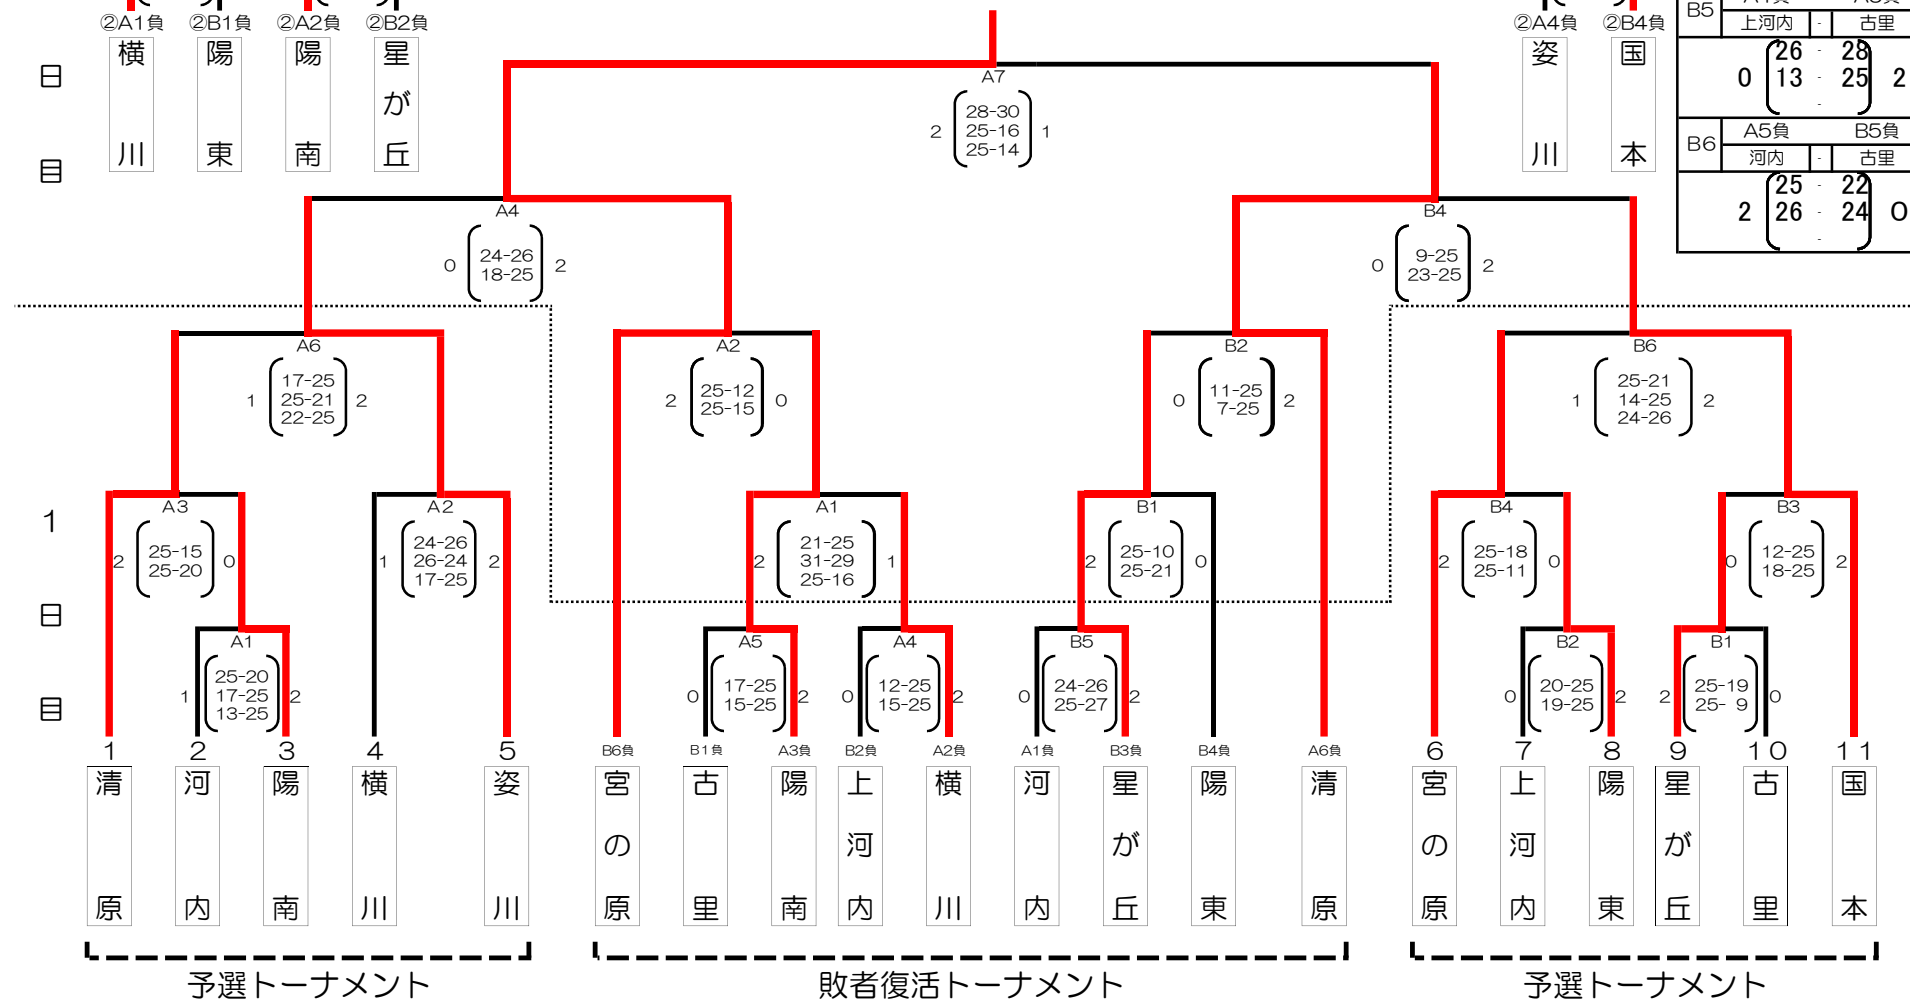 ②A1負 ②B1負 ②A2負 ②B2負 ②A4負 ②B4負
横川
陽東
陽南
星が丘
姿川
国本
B5
上河内 - 古里
26 - 28
0 13 - 25 2
-
A5負 B5負
B6
河内 - 古里
25 - 22
2 26 - 24 0
-
日目
A7
28-30
2 25-16 1
25-14
A4
24-26
0 2
18-25
B4
9-25
0 2
23-25
A6
17-25
1 25-21 2
22-25
A2
25-12
2 0
25-15
B2
11-25
0 2
7-25
B6
25-21
1 14-25 2
24-26
1日目
A3
25-15
2 0
25-20
A2
24-26
1 26-24 2
17-25
A1
21-25
2 31-29 1
25-16
B1
25-10
2 0
25-21
B4
25-18
2 0
25-11
B3
12-25
0 2
18-25
A1
25-20
1 17-25 2
13-25
A5
17-25
0 2
15-25
A4
12-25
0 2
15-25
B5
24-26
0 2
25-27
B2
20-25
0 2
19-25
B1
25-19
2 0
25- 9
1 2 3 4 5 B6負 B1負 A3負 B2負 A2負 A1負 B3負 B4負 A6負 6 7 8 9 10 11
清原
河内
陽南
横川
姿川
宮の原
古里
陽南
上河内
横川
河内
星が丘
陽東
清原
宮の原
上河内
陽東
星が丘
古里
国本
予選トーナメント 敗者復活トーナメント 予選トーナメント